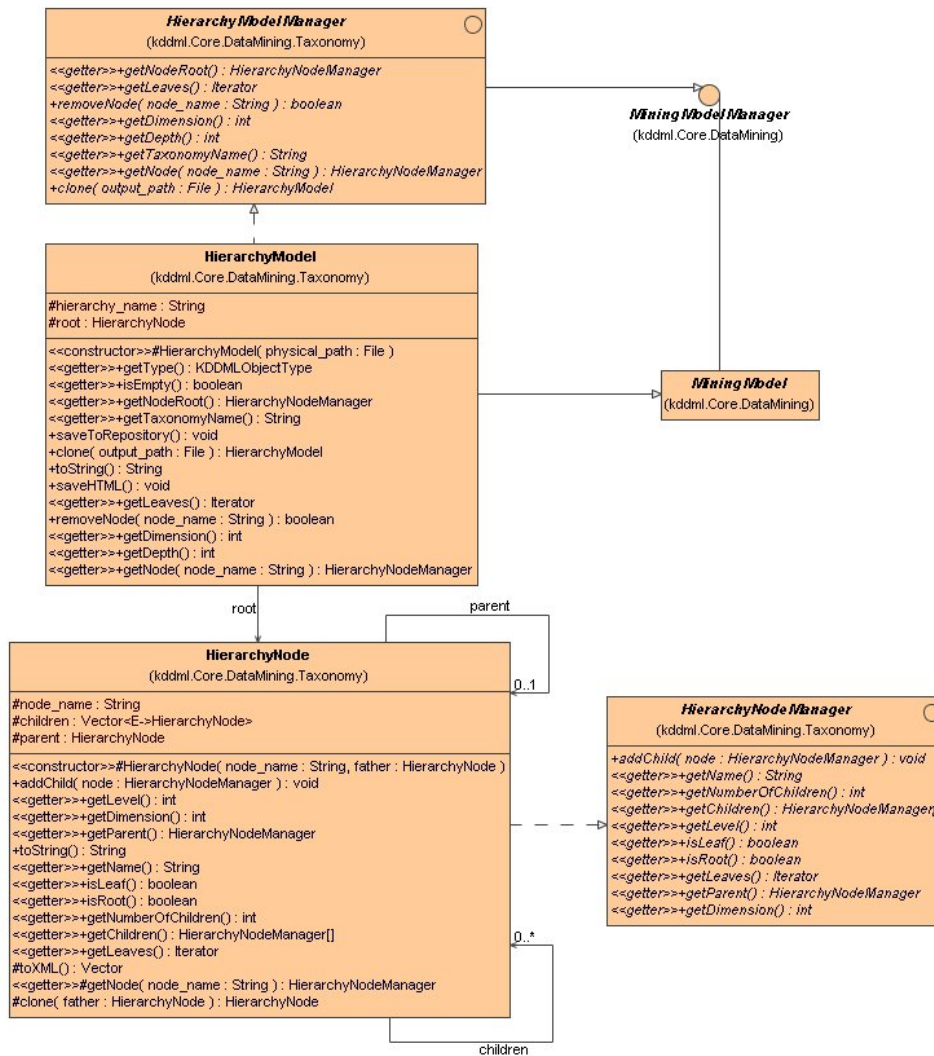 HierarchyModelManager
(kddml.Core.DataMining.Taxonomy)
<<getter>>+getNodeRoot() : HierarchyNodeManager
<<getter>>+getLeaves() : Iterator
+removeNode( node_name : String ) : boolean
<<getter>>+getDimension() : int
<<getter>>+getDepth() : int
<<getter>>+getTaxonomyName() : String
<<getter>>+getNode( node_name : String ) : HierarchyNodeManager
+clone( output_path : File ) : HierarchyModel
MiningModelManager
(kddml.Core.DataMining)
HierarchyModel
(kddml.Core.DataMining.Taxonomy)
#hierarchy_name : String
#root : HierarchyNode
<<constructor>>#HierarchyModel( physical_path : File )
<<getter>>+getType() : KDDMLObjectType
<<getter>>+isEmpty() : boolean
<<getter>>+getNodeRoot() : HierarchyNodeManager
<<getter>>+getTaxonomyName() : String
+saveToRepository() : void
+clone( output_path : File ) : HierarchyModel
+toString() : String
+saveHTML() : void
<<getter>>+getLeaves() : Iterator
+removeNode( node_name : String ) : boolean
<<getter>>+getDimension() : int
<<getter>>+getDepth() : int
<<getter>>+getNode( node_name : String ) : HierarchyNodeManager
MiningModel
(kddml.Core.DataMining)
root
parent
0..1
HierarchyNode
(kddml.Core.DataMining.Taxonomy)
#node_name : String
#children : Vector<E->HierarchyNode>
#parent : HierarchyNode
<<constructor>>#HierarchyNode( node_name : String, father : HierarchyNode )
+addChild( node : HierarchyNodeManager ) : void
<<getter>>+getLevel() : int
<<getter>>+getDimension() : int
<<getter>>+getParent() : HierarchyNodeManager
+toString() : String
<<getter>>+getName() : String
<<getter>>+isLeaf() : boolean
<<getter>>+isRoot() : boolean
<<getter>>+getNumberOfChildren() : int
<<getter>>+getChildren() : HierarchyNodeManager[]
<<getter>>+getLeaves() : Iterator
#toXML() : Vector
<<getter>>#getNode( node_name : String ) : HierarchyNodeManager
#clone( father : HierarchyNode ) : HierarchyNode
0..*
children
HierarchyNodeManager
(kddml.Core.DataMining.Taxonomy)
+addChild( node : HierarchyNodeManager ) : void
<<getter>>+getName() : String
<<getter>>+getNumberOfChildren() : int
<<getter>>+getChildren() : HierarchyNodeManager[
<<getter>>+getLevel() : int
<<getter>>+isLeaf() : boolean
<<getter>>+isRoot() : boolean
<<getter>>+getLeaves() : Iterator
<<getter>>+getParent() : HierarchyNodeManager
<<getter>>+getDimension() : int